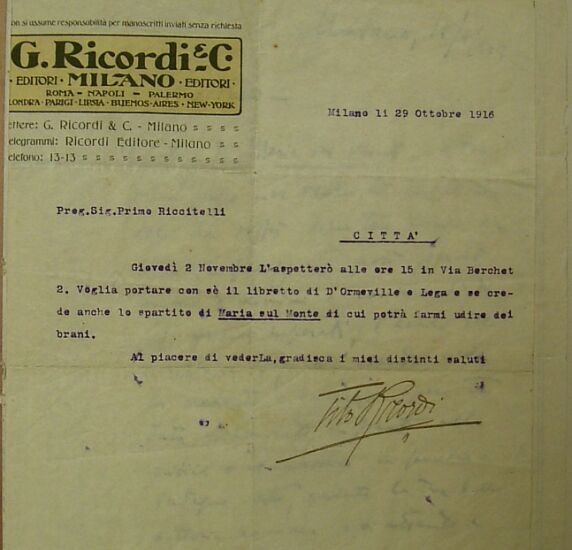 on si assume responsabilità per manoscritti inviati senza richiesta
G. Ricordi & C.
· EDITORI · MILANO · EDITORI ·
ROMA - NAPOLI - PALERMO
LONDRA · PARIGI · LIPSIA · BUENOS-AIRES · NEW-YORK
ettere: G. Ricordi & C. - Milano
elegrammi: Ricordi Editore - Milano
elefono: 13-13
Milano li 29 Ottobre 1916
Preg.Sig.Primo Riccitelli
CITTA'
Giovedì 2 Novembre L'aspetterò alle ore 15 in Via Berchet
2. Voglia portare con sè il libretto di D'Ormeville e Lega e se cre-
de anche lo spartito di Maria sul Monte di cui potrà farmi udire dei
brani.
Al piacere di vederLa,gradisca i miei distinti saluti
Tito Ricordi